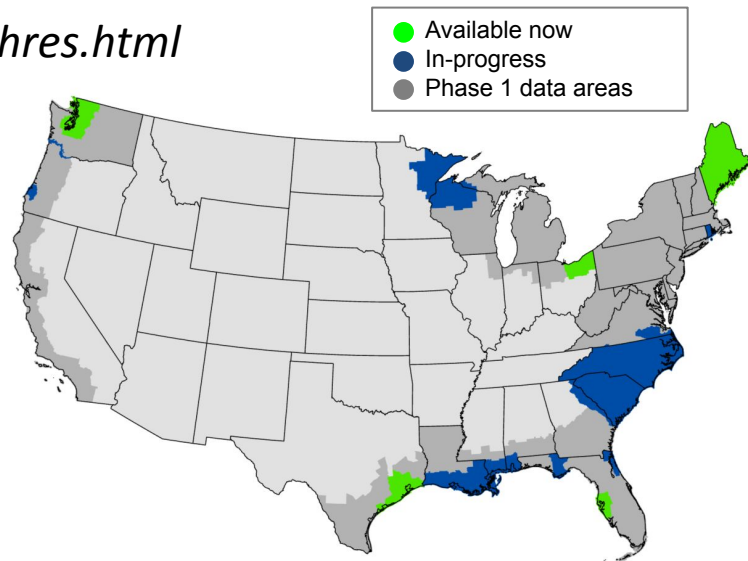 hres.html
Available now
In-progress
Phase 1 data areas